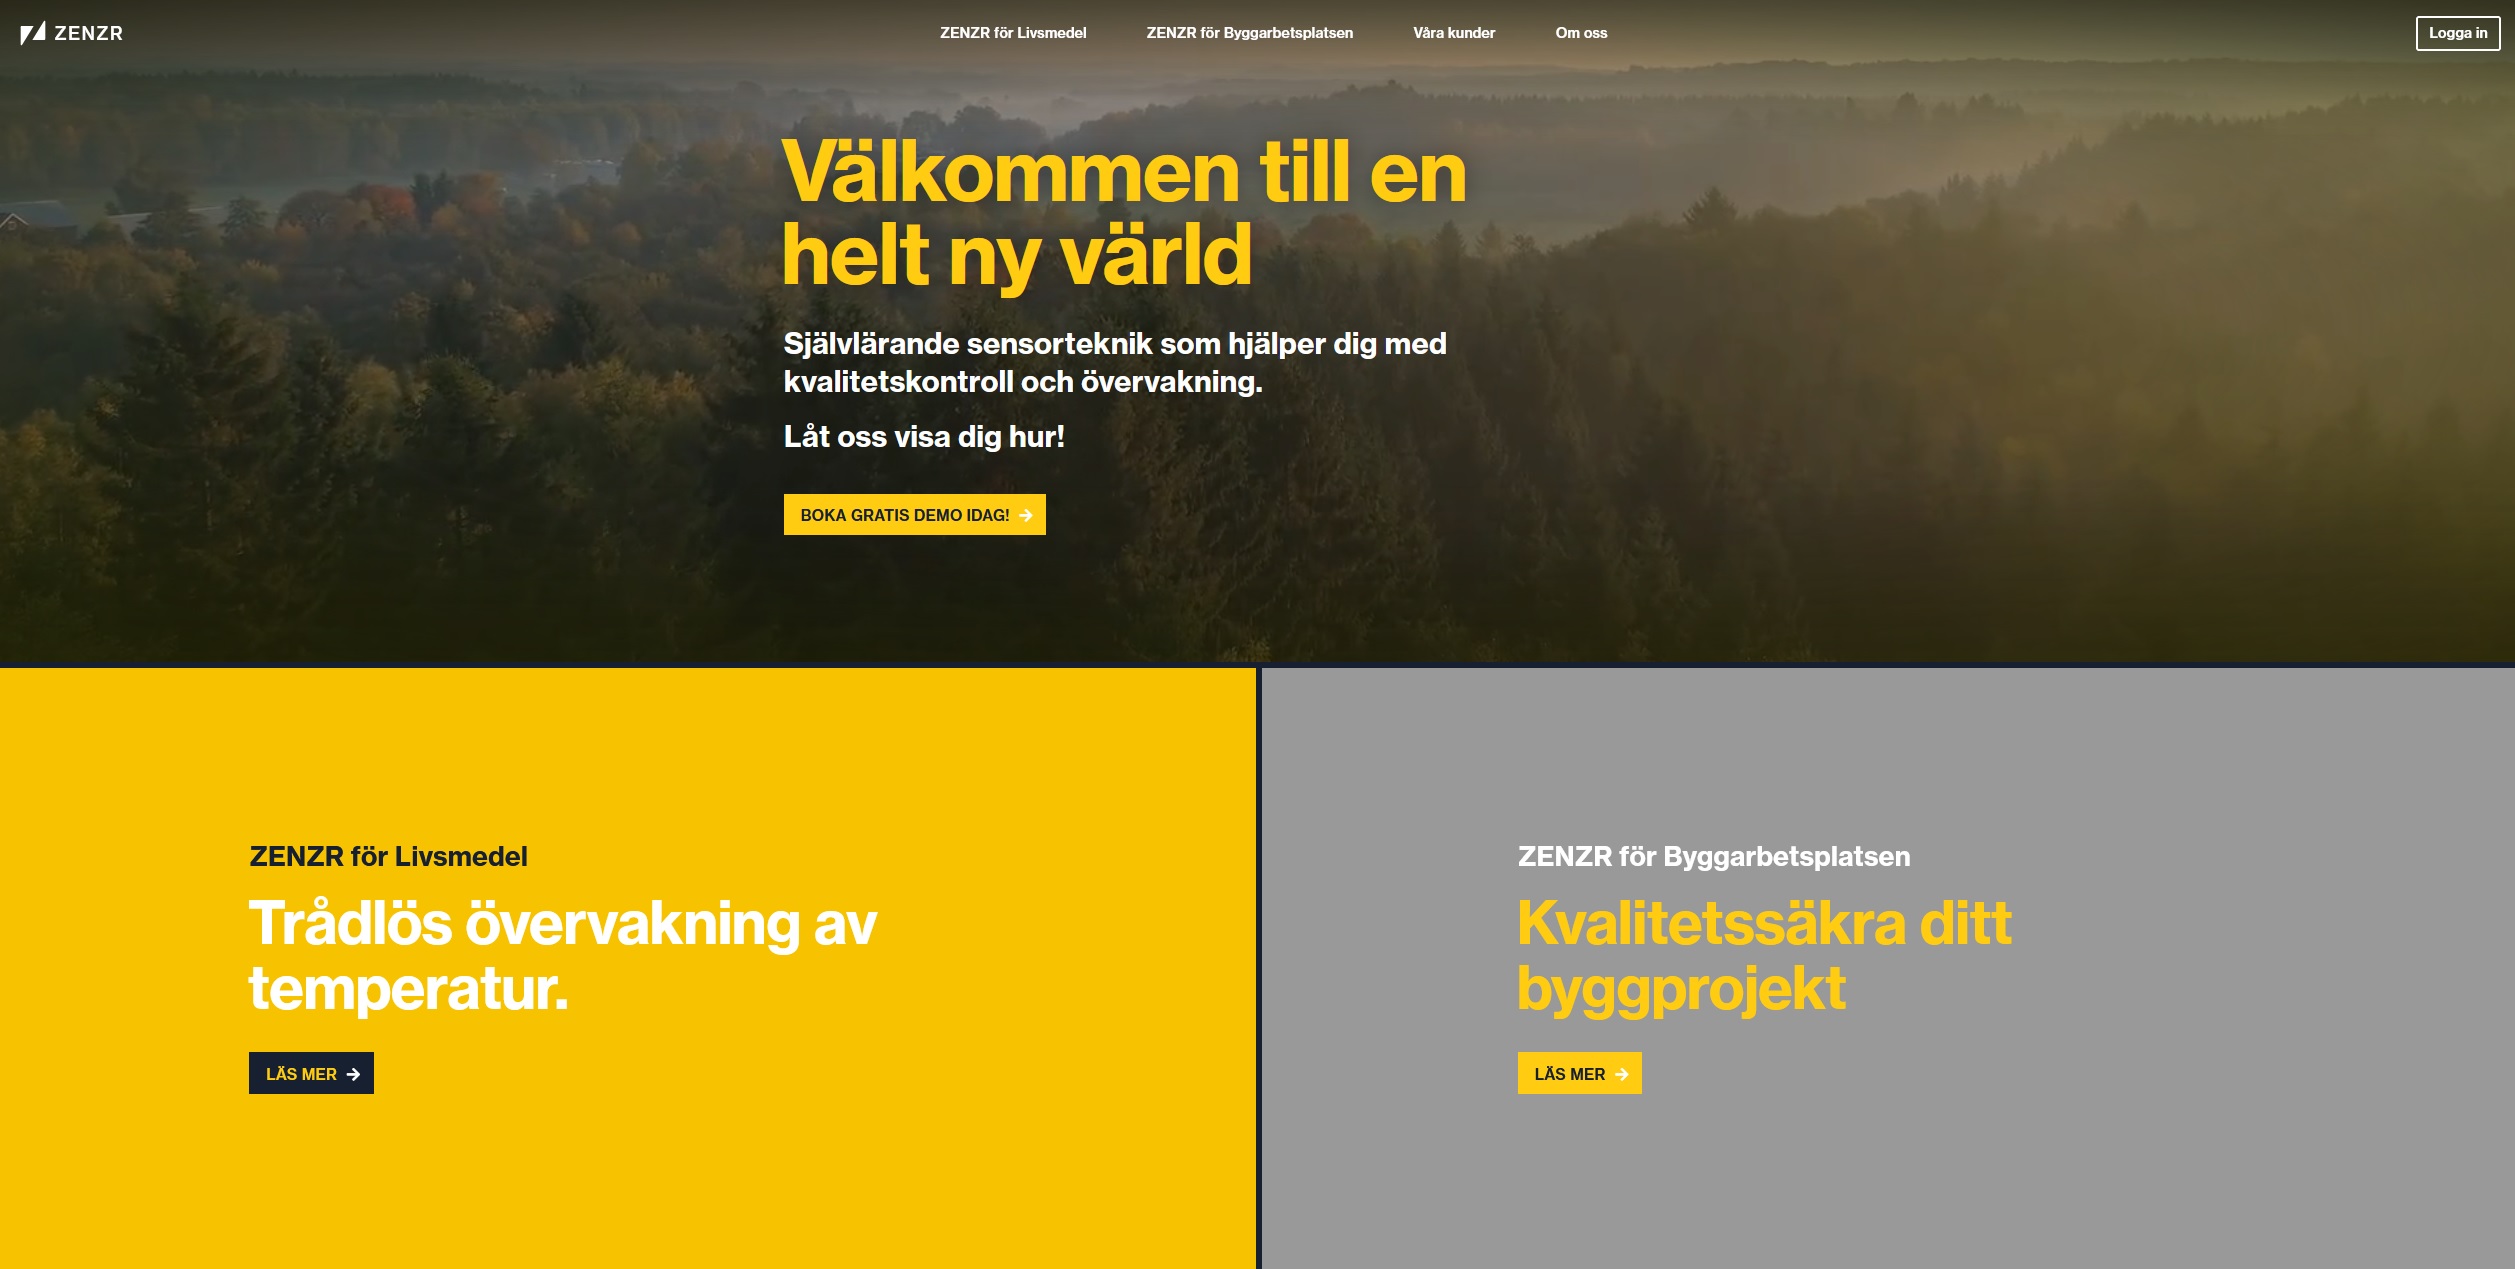 ZENZR
ZENZR för Livsmedel
ZENZR för Byggarbetsplatsen
Våra kunder
Om oss
Logga in
Välkommen till en
helt ny värld
Självlärande sensorteknik som hjälper dig med
kvalitetskontroll och övervakning.
Låt oss visa dig hur!
BOKA GRATIS DEMO IDAG!
ZENZR för Livsmedel
Trådlös övervakning av
temperatur.
LÄS MER
ZENZR för Byggarbetsplatsen
Kvalitetssäkra ditt
byggprojekt
LÄS MER